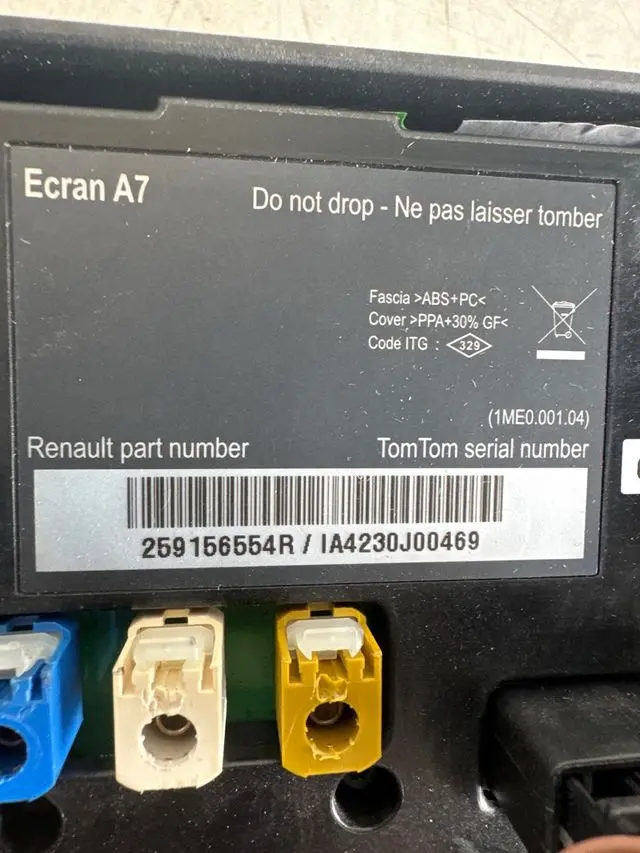 Ecran A7
Do not drop - Ne pas laisser tomber
Fascia >ABS+PC<
Cover >PPA+30% GF<
Code ITG : 329
(1ME0.001.04)
Renault part number
TomTom serial number
259156554R / IA4230J00469